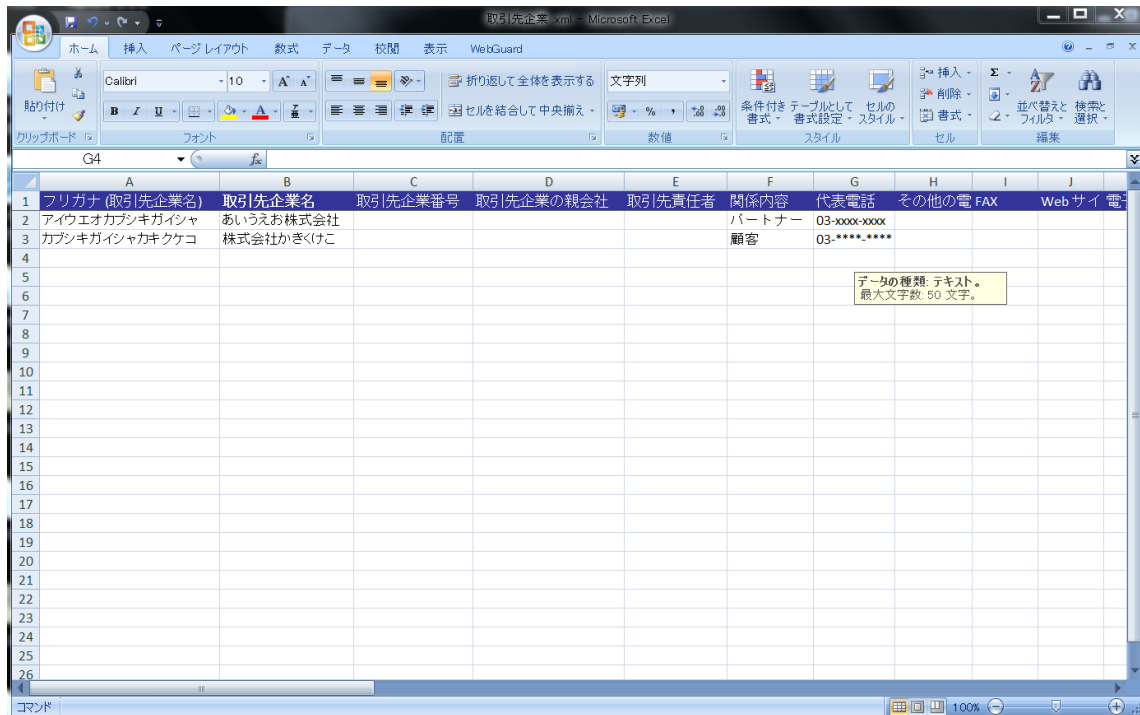 取引先企業 xml - Microsoft Excel
ホーム 挿入 ページ レイアウト 数式 データ 校閲 表示 WebGuard
Calibri 10 A A 折り返して全体を表示する 文字列 挿入 Σ
貼り付け B I U A セルを結合して中央揃え % , 条件付き書式 テーブルとして書式設定 セルのスタイル 削除 書式 並べ替えとフィルタ 検索と選択
クリップボード フォント 配置 数値 スタイル セル 編集
G4 fx
A B C D E F G H I J
1 フリガナ (取引先企業名) 取引先企業名 取引先企業番号 取引先企業の親会社 取引先責任者 関係内容 代表電話 その他の電 FAX Web サイ 電子
2 アイウエオカブシキガイシャ あいうえお株式会社 パートナー 03-xxxx-xxxx
3 カブシキガイシャカキクケコ 株式会社かきくけこ 顧客 03-****-****
4
5
データの種類: テキスト。
6
最大文字数: 50 文字。
7
8
9
10
11
12
13
14
15
16
17
18
19
20
21
22
23
24
25
26
コマンド 100%